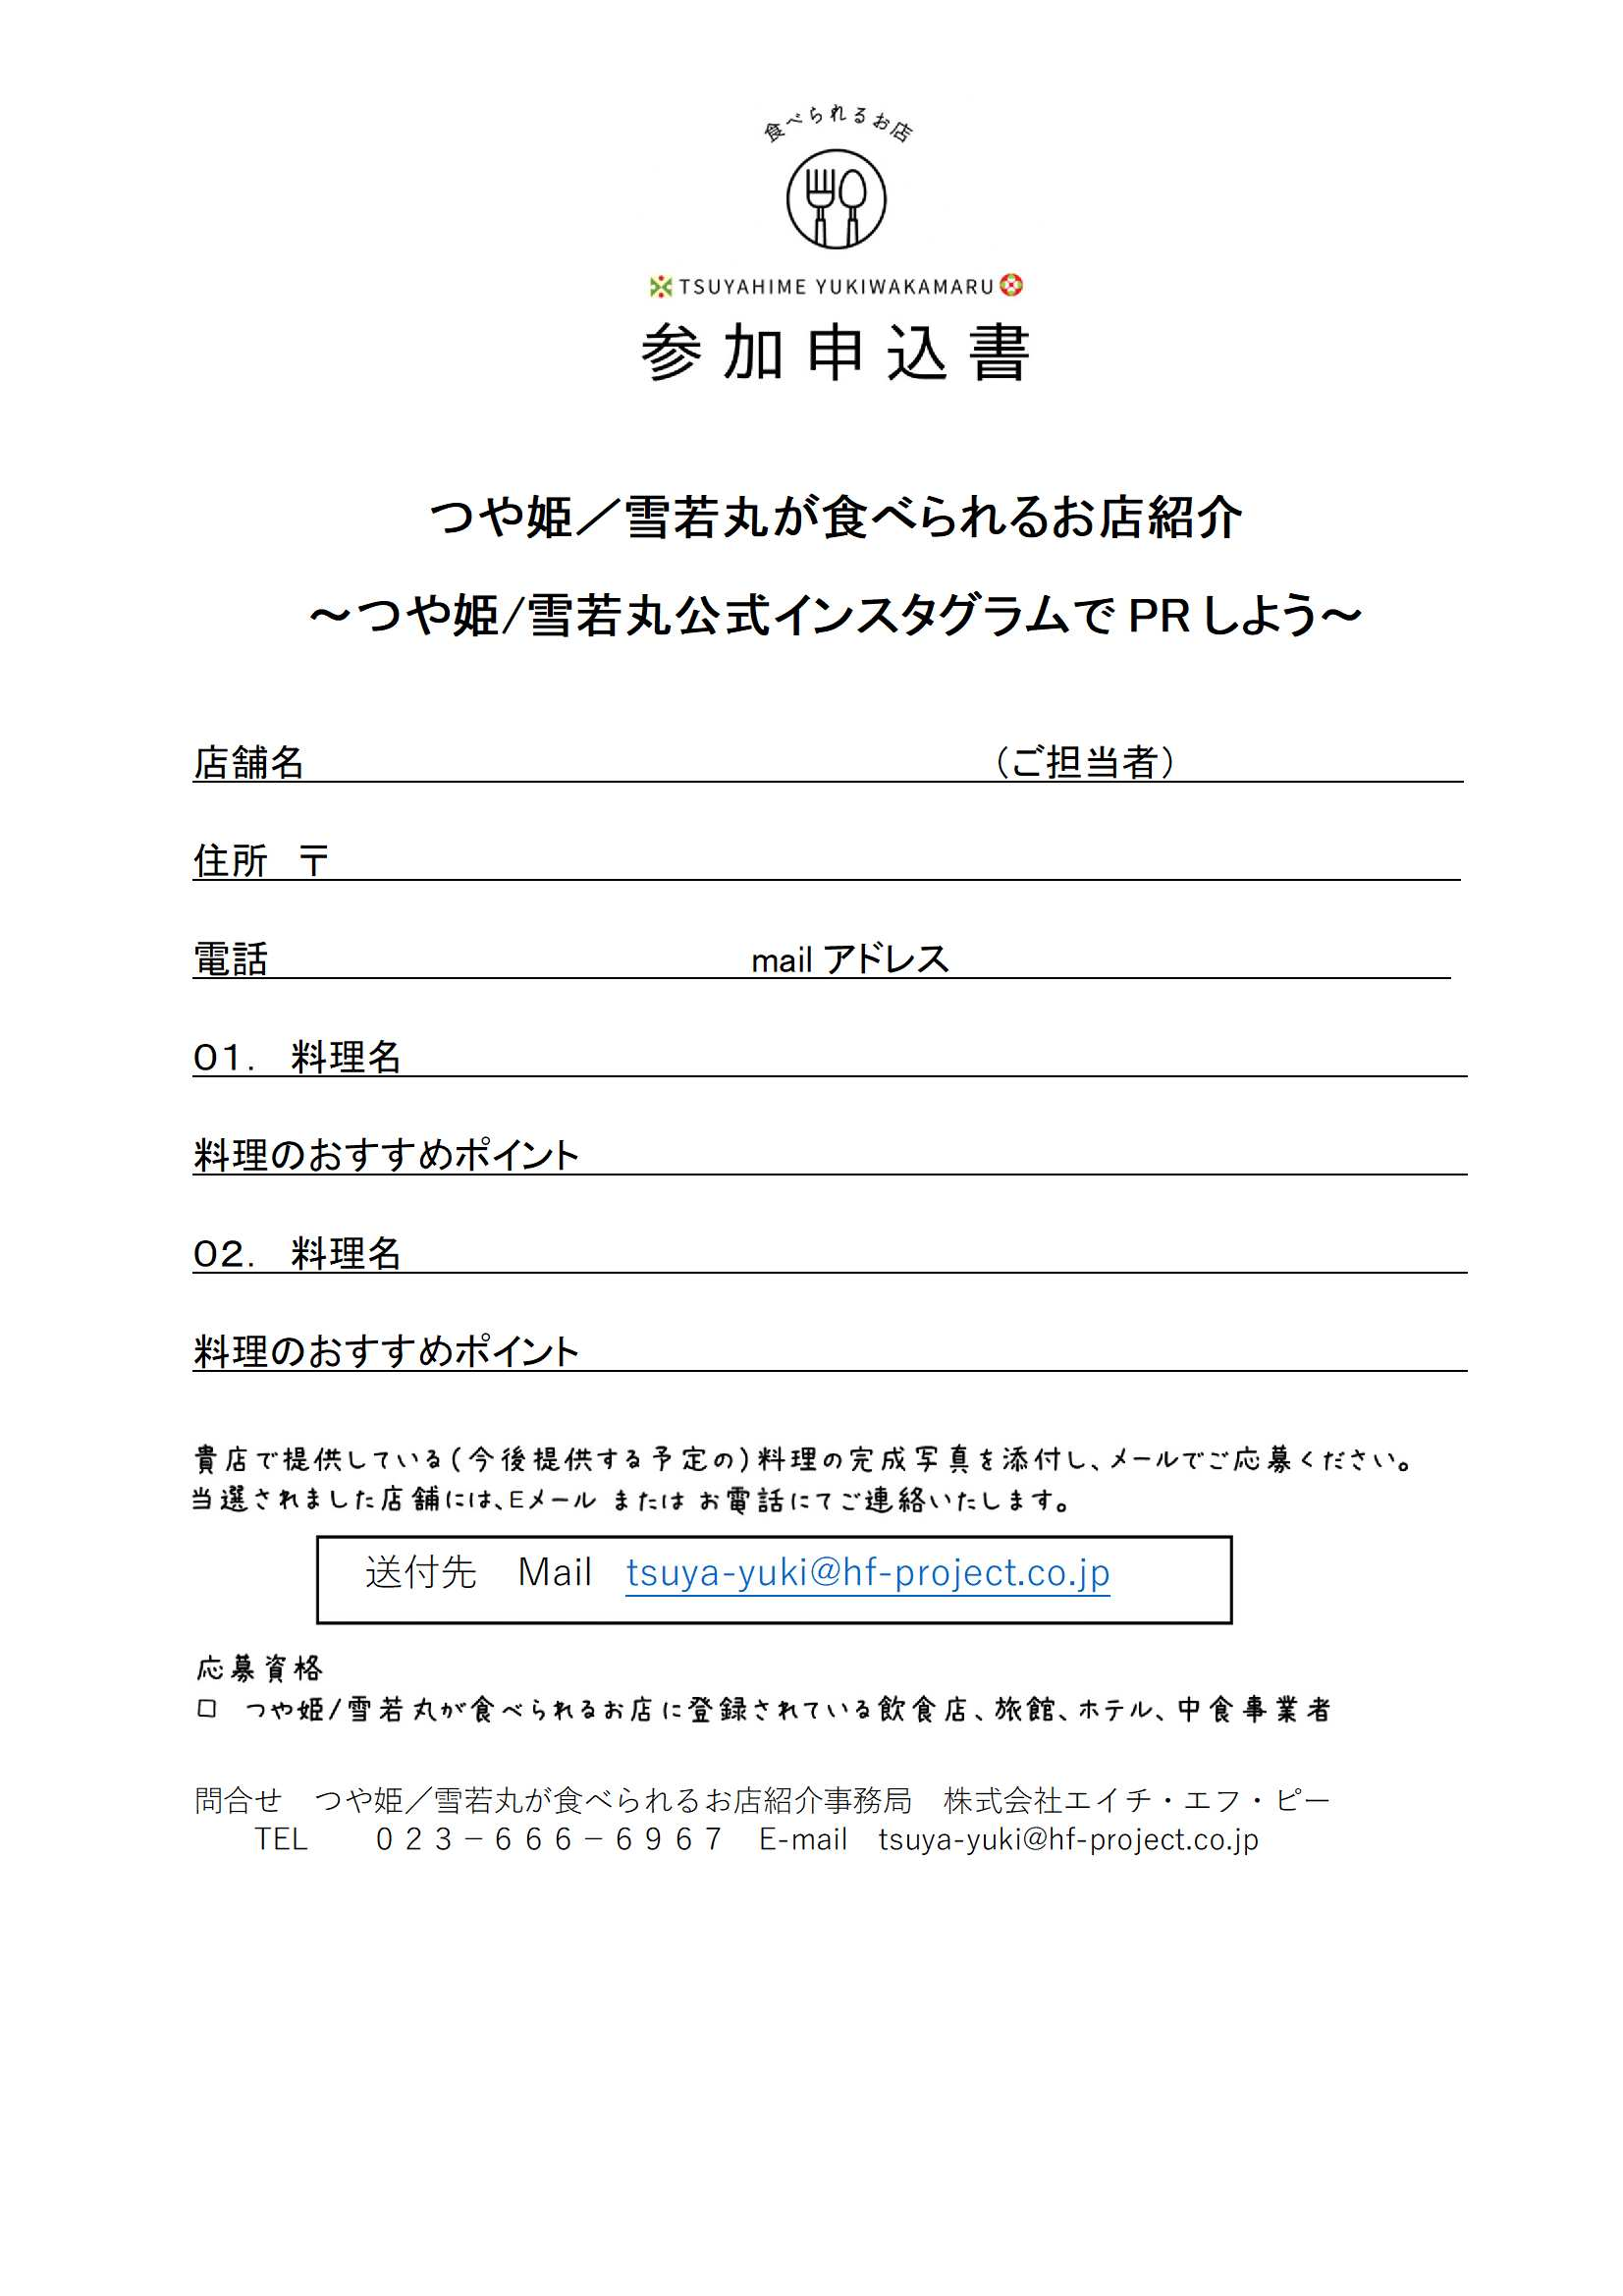 食べられるお店
TSUYAHIME YUKIWAKAMARU
参加申込書
つや姫／雪若丸が食べられるお店紹介
～つや姫/雪若丸公式インスタグラムで PR しよう～
店舗名　（ご担当者）
住所　〒
電話　mail アドレス
０１．　料理名
料理のおすすめポイント
０２．　料理名
料理のおすすめポイント
貴店で提供している（今後提供する予定の）料理の完成写真を添付し、メールでご応募ください。
当選されました店舗には、Eメール または お電話にてご連絡いたします。
送付先　Mail　tsuya-yuki@hf-project.co.jp
応募資格
□　つや姫/雪若丸が食べられるお店に登録されている飲食店、旅館、ホテル、中食事業者
問合せ　つや姫／雪若丸が食べられるお店紹介事務局　株式会社エイチ・エフ・ピー
TEL　　０２３－６６６－６９６７　E-mail　tsuya-yuki@hf-project.co.jp